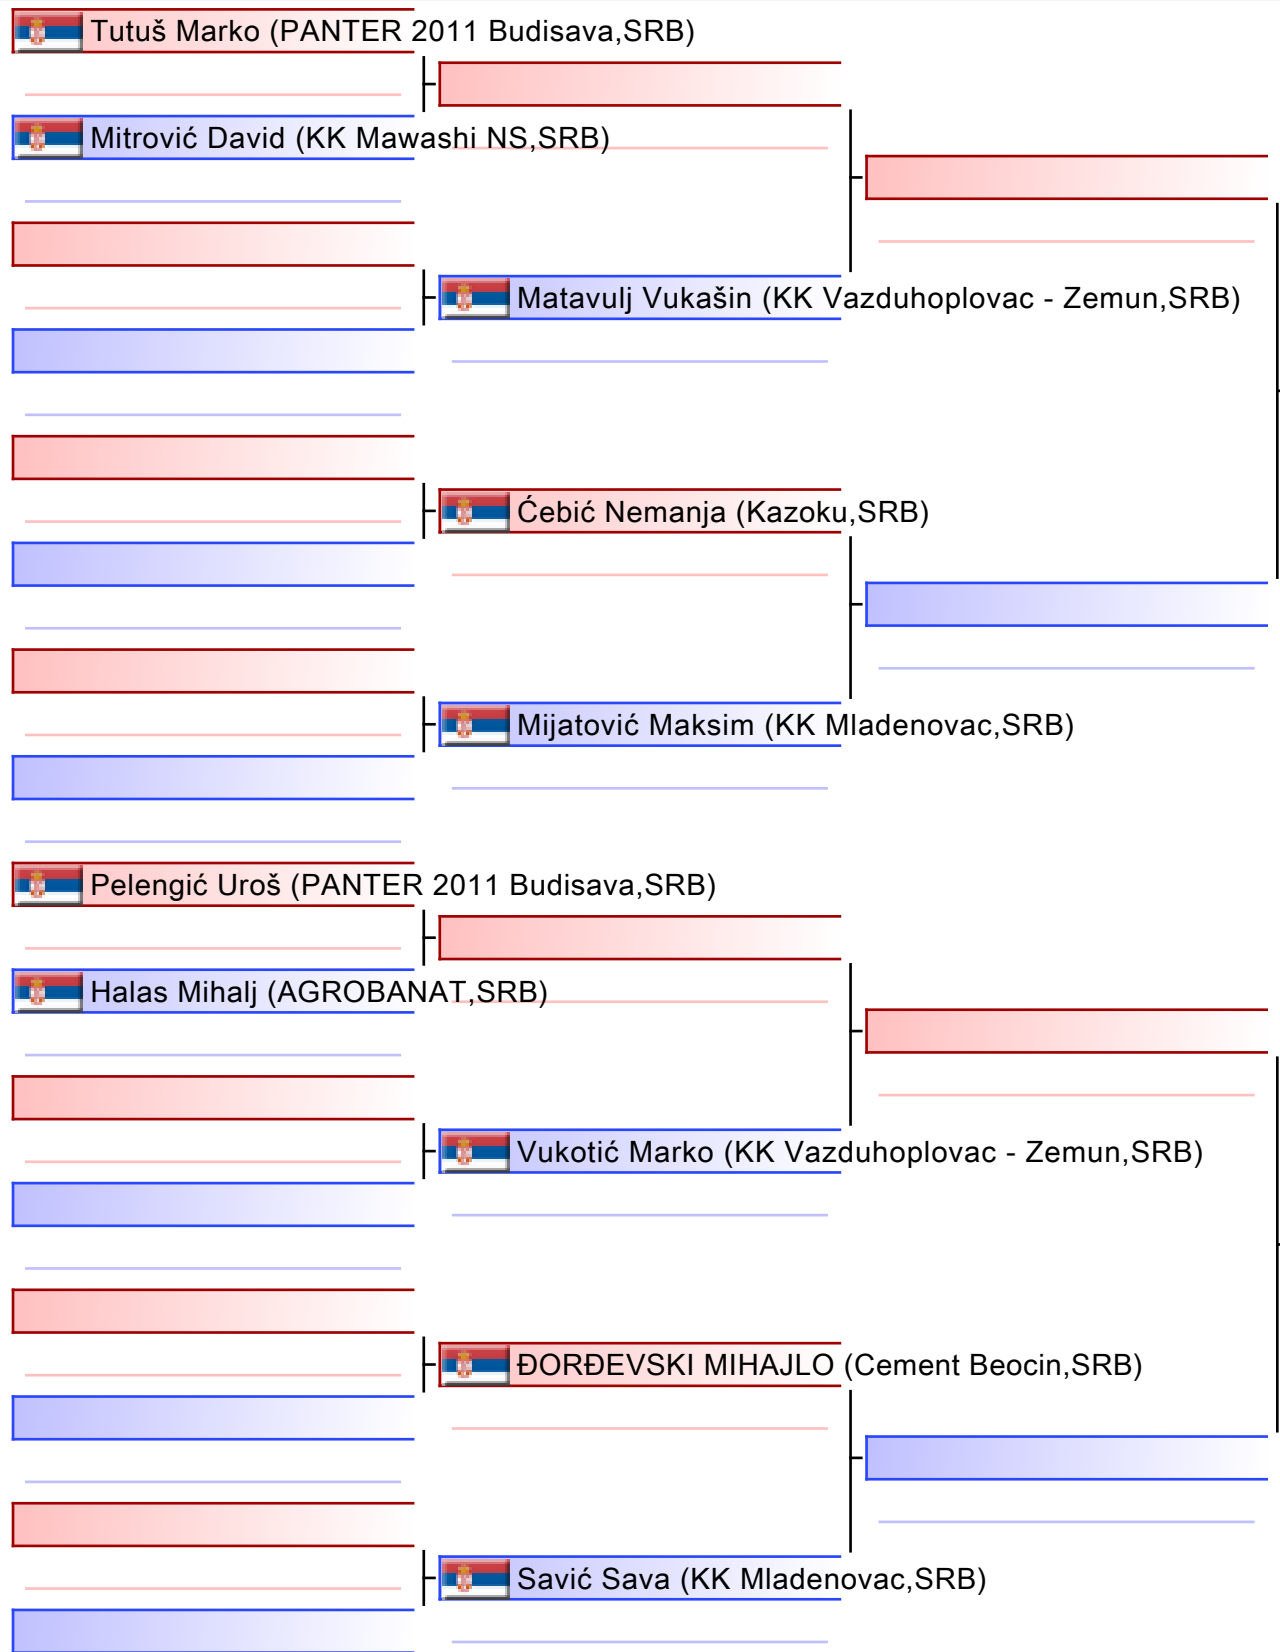 Tutuš Marko (PANTER 2011 Budisava,SRB)
Mitrović David (KK Mawashi NS,SRB)
Matavulj Vukašin (KK Vazduhoplovac - Zemun,SRB)
Ćebić Nemanja (Kazoku,SRB)
Mijatović Maksim (KK Mladenovac,SRB)
Pelengić Uroš (PANTER 2011 Budisava,SRB)
Halas Mihalj (AGROBANAT,SRB)
Vukotić Marko (KK Vazduhoplovac - Zemun,SRB)
ĐORĐEVSKI MIHAJLO (Cement Beocin,SRB)
Savić Sava (KK Mladenovac,SRB)